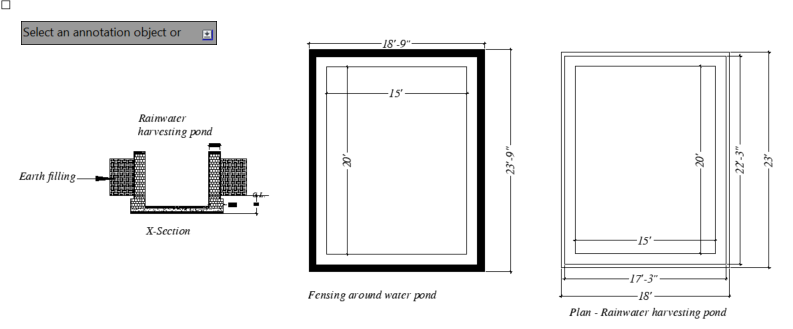 Select an annotation object or
18'-9"
15'
20'
23'-9"
Fensing around water pond
Rainwater
harvesting pond
Earth filling
G.L.
X-Section
20'
22'-3"
23'
15'
17'-3"
18'
Plan - Rainwater harvesting pond